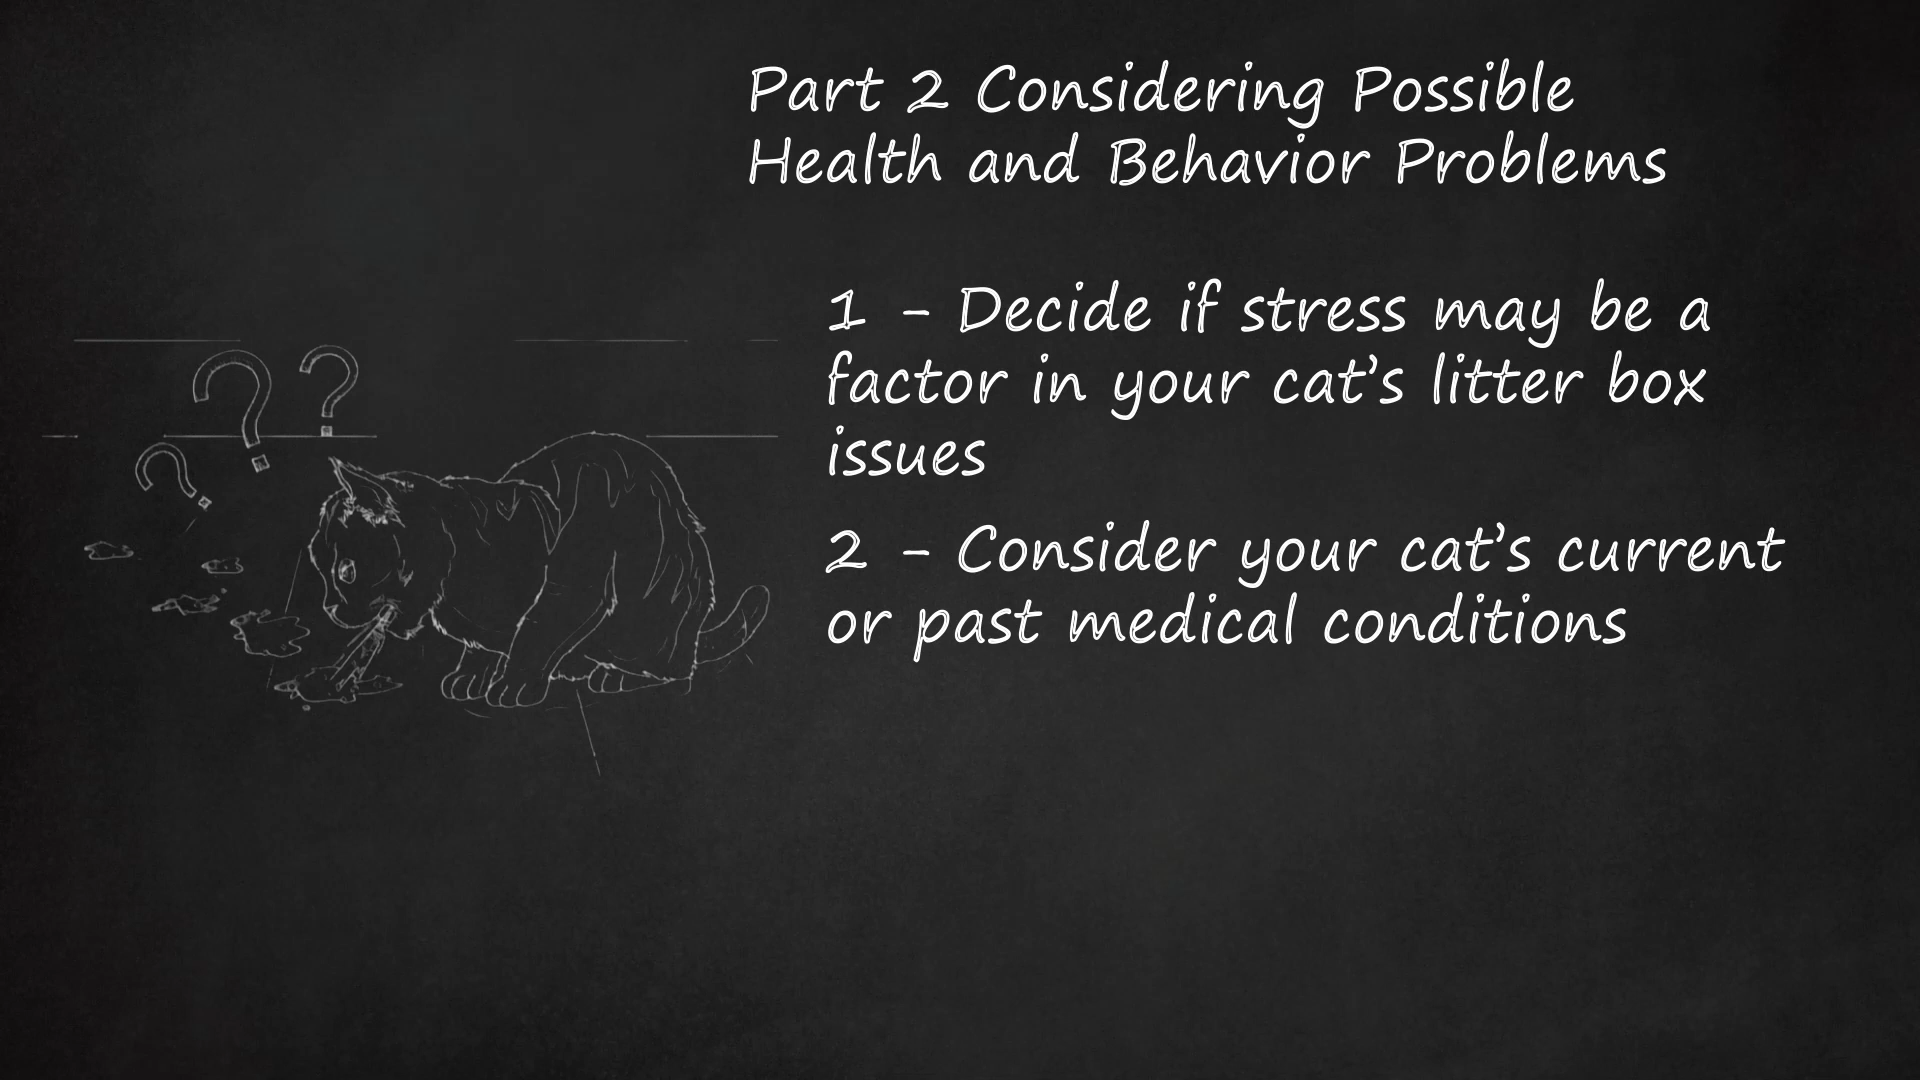 Part 2 Considering Possible
Health and Behavior Problems
1 - Decide if stress may be a
factor in your cat's litter box
issues
2 - Consider your cat's current
or past medical conditions
? ?
?